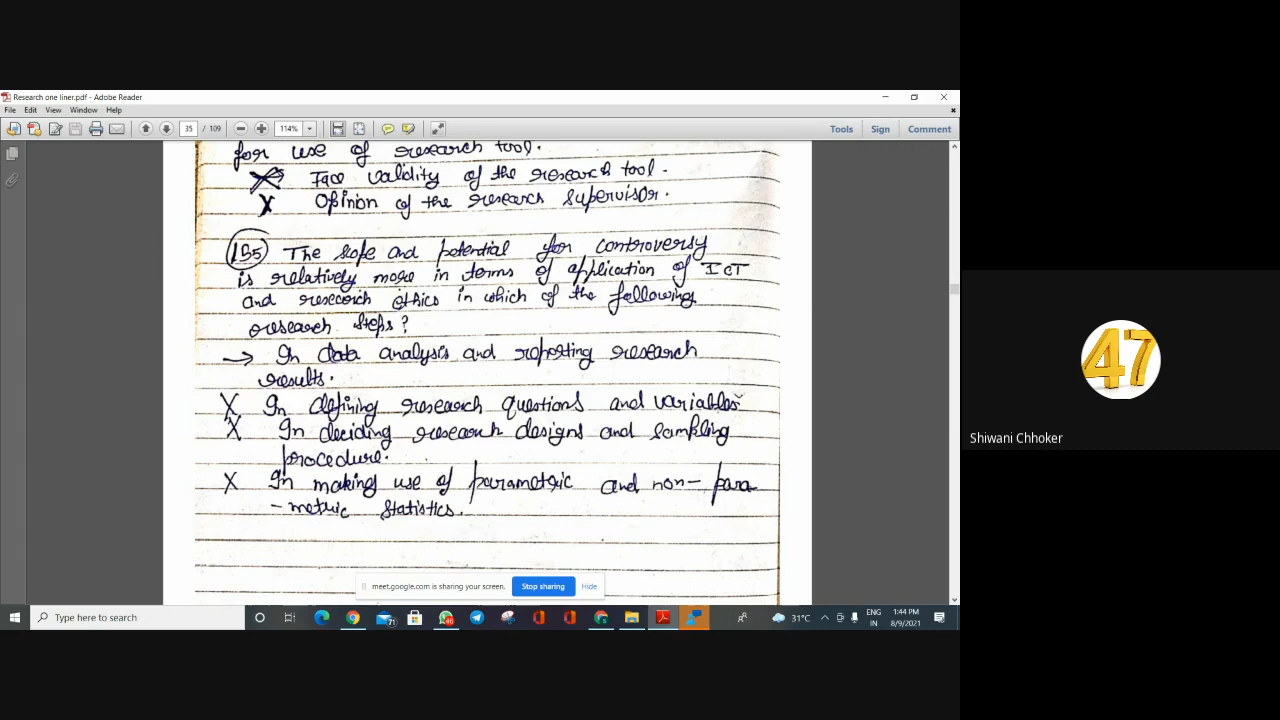 Research one liner.pdf - Adobe Reader
File Edit View Window Help
35 / 109 114% Tools Sign Comment
for use of research tool.
X Face validity of the research tool.
X Opinion of the research supervisor.
135 The slope and potential for controversy
is relatively more in terms of application of ICT
and research ethics in which of the following
research steps?
→ In data analysis and reporting research
results.
X In defining research questions and variables
X In deciding research designs and sampling
procedure.
X In making use of parametric and non- para
- metric statistics.
meet.google.com is sharing your screen. Stop sharing Hide
47
Shiwani Chhoker
Type here to search 71 31°C ENG IN 1:44 PM 8/9/2021